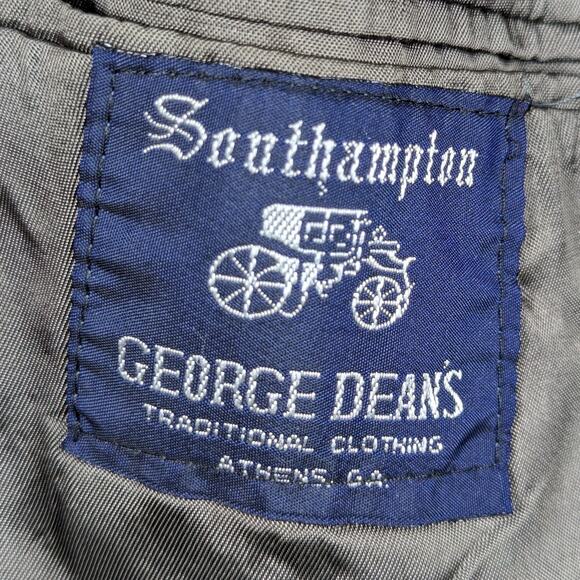 Southampton
GEORGE DEAN'S
TRADITIONAL CLOTHING
ATHENS, GA.